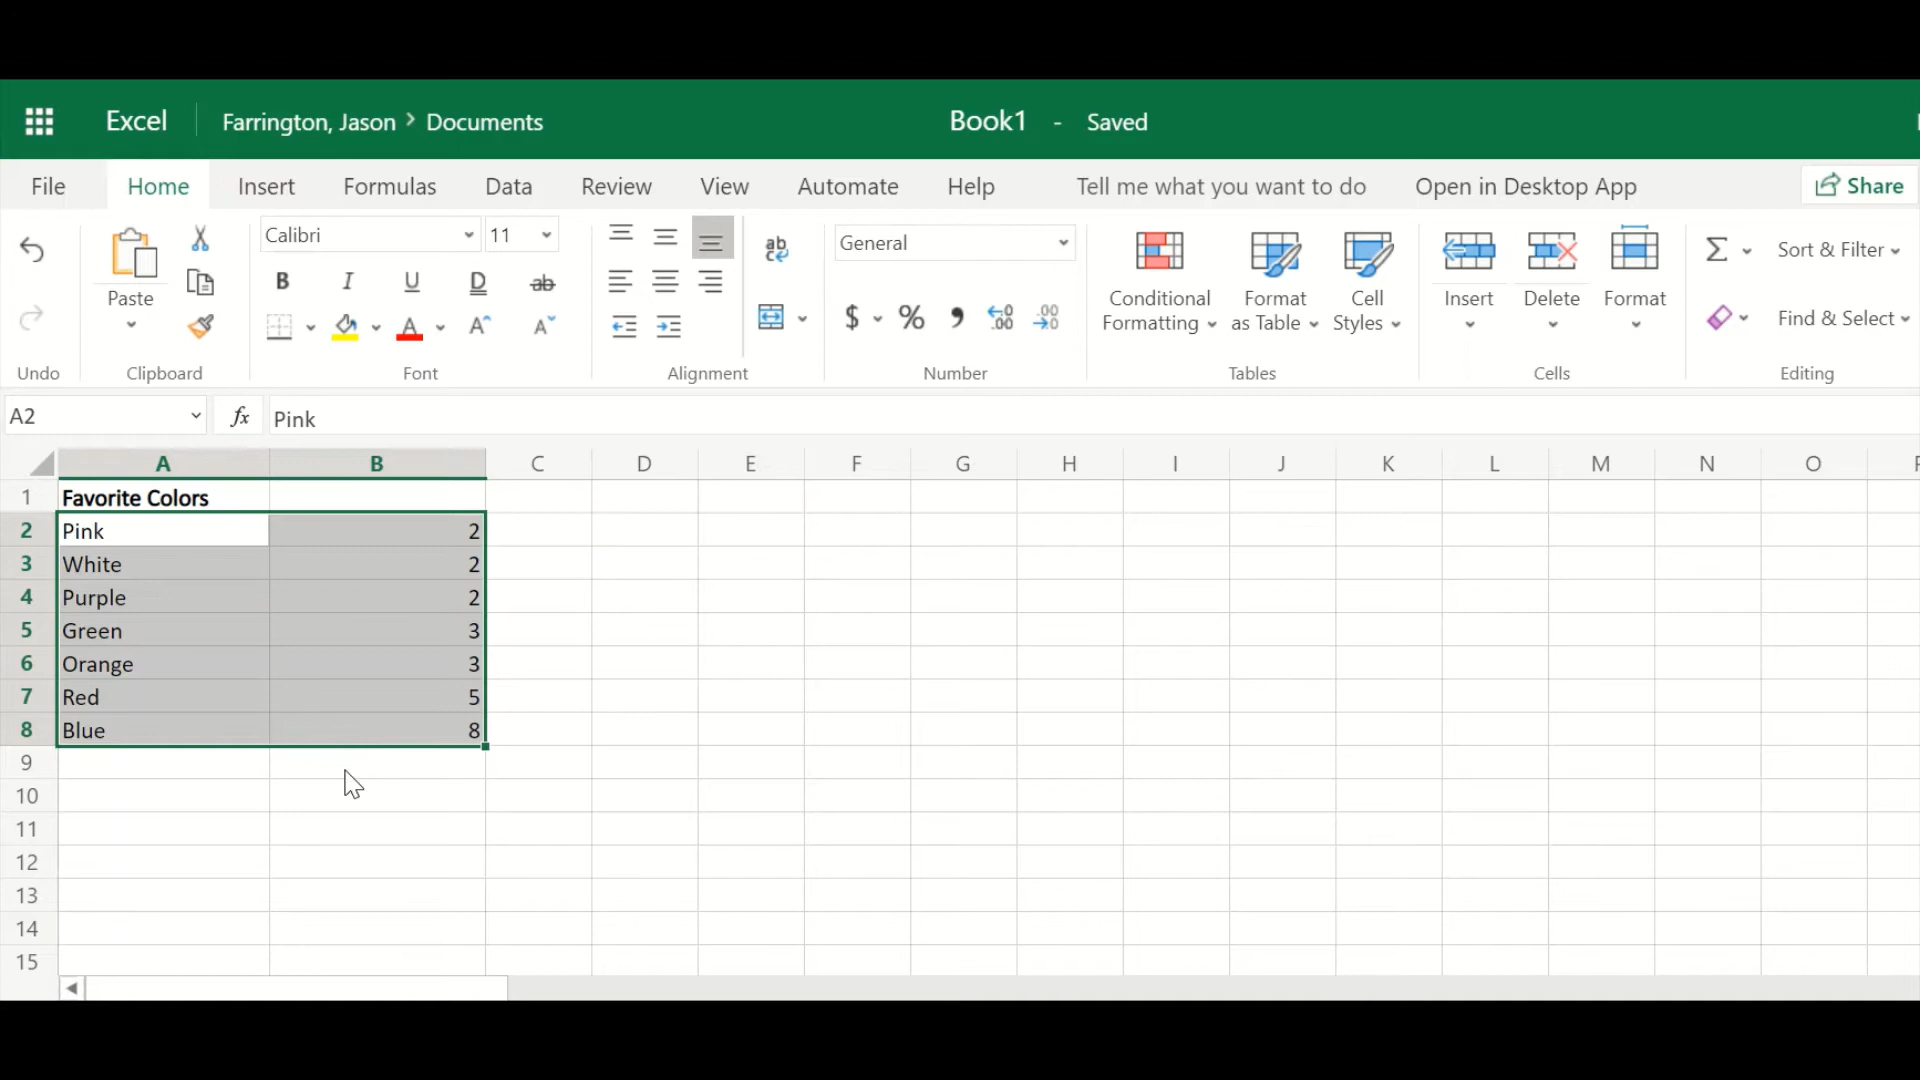 Excel Farrington, Jason > Documents Book1 - Saved
File Home Insert Formulas Data Review View Automate Help Tell me what you want to do Open in Desktop App Share
Calibri 11 General
Paste
B I U D ab
ab c
$ % , .00 .00
A A A
Conditional Formatting
Format as Table
Cell Styles
Insert Delete Format
Σ Sort & Filter
Find & Select
Undo Clipboard Font Alignment Number Tables Cells Editing
A2 fx Pink
A B C D E F G H I J K L M N O
1 Favorite Colors
2 Pink 2
3 White 2
4 Purple 2
5 Green 3
6 Orange 3
7 Red 5
8 Blue 8
9
10
11
12
13
14
15